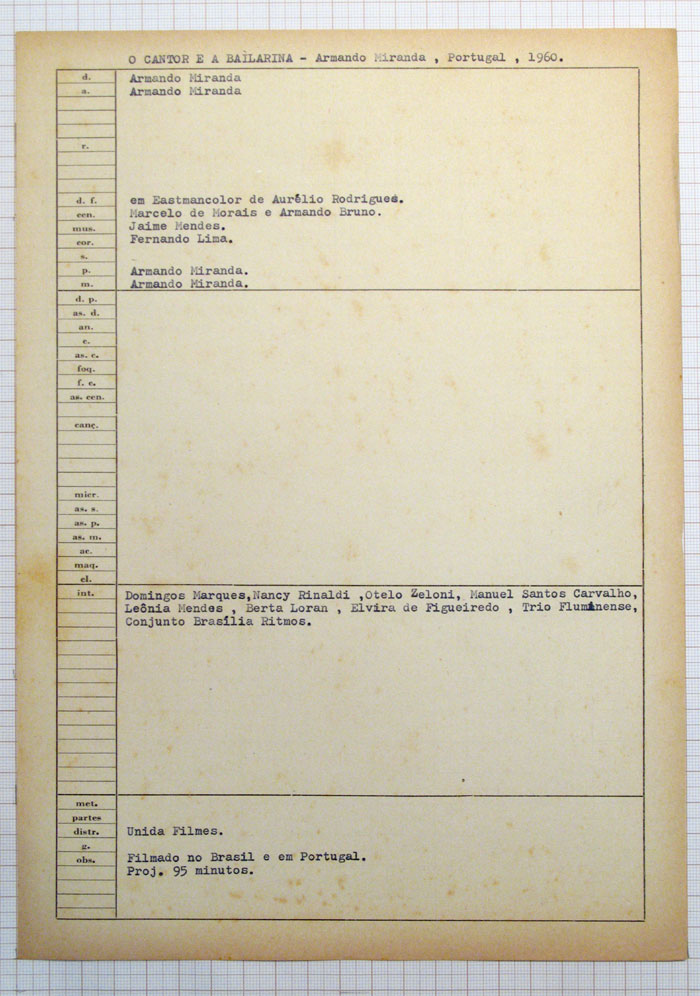 O CANTOR E A BAILARINA - Armando Miranda , Portugal , 1960.
d. Armando Miranda
a. Armando Miranda
r.
d. f. em Eastmancolor de Aurélio Rodrigues.
cen. Marcelo de Morais e Armando Bruno.
mus. Jaime Mendes.
cor. Fernando Lima.
s.
p. Armando Miranda.
m. Armando Miranda.
d. p.
as. d.
an.
c.
as. c.
foq.
f. c.
as. cen.
canç.
micr.
as. s.
as. p.
as. m.
ac.
maq.
el.
int. Domingos Marques,Nancy Rinaldi ,Otelo Zeloni, Manuel Santos Carvalho,
Leônia Mendes , Berta Loran , Elvira de Figueiredo , Trio Fluminense,
Conjunto Brasília Ritmos.
met.
partes
distr. Unida Filmes.
g.
obs. Filmado no Brasil e em Portugal.
Proj. 95 minutos.